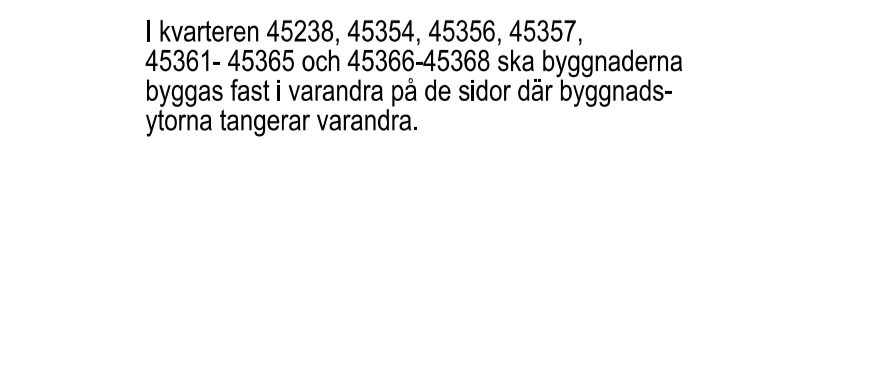 I kvarteren 45238, 45354, 45356, 45357,
45361- 45365 och 45366-45368 ska byggnaderna
byggas fast i varandra på de sidor där byggnads-
ytorna tangerar varandra.